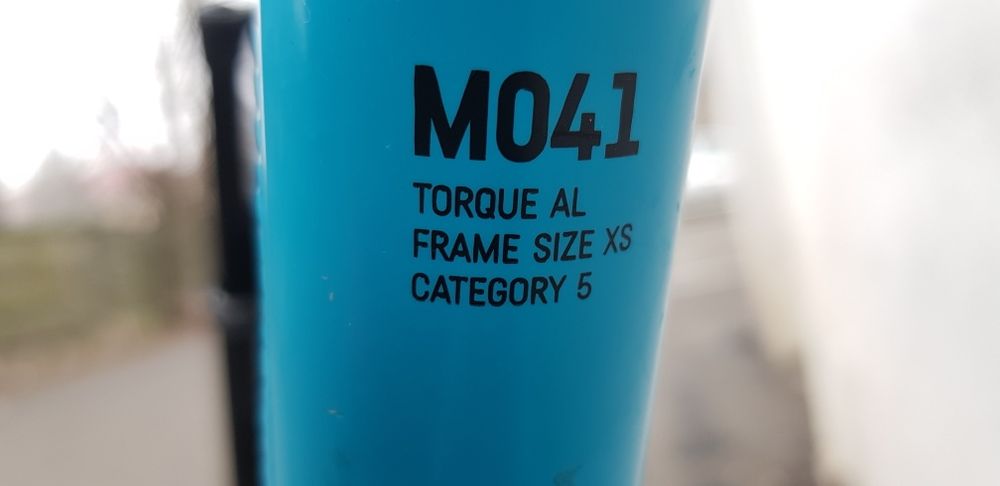 M041
TORQUE AL
FRAME SIZE XS
CATEGORY 5